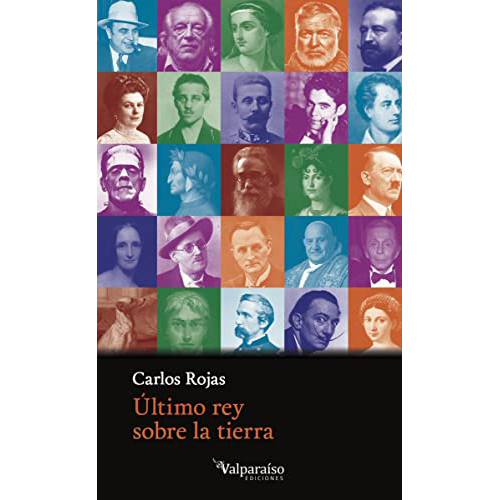 Carlos Rojas
Último rey
sobre la tierra
Valparaíso
EDICIONES